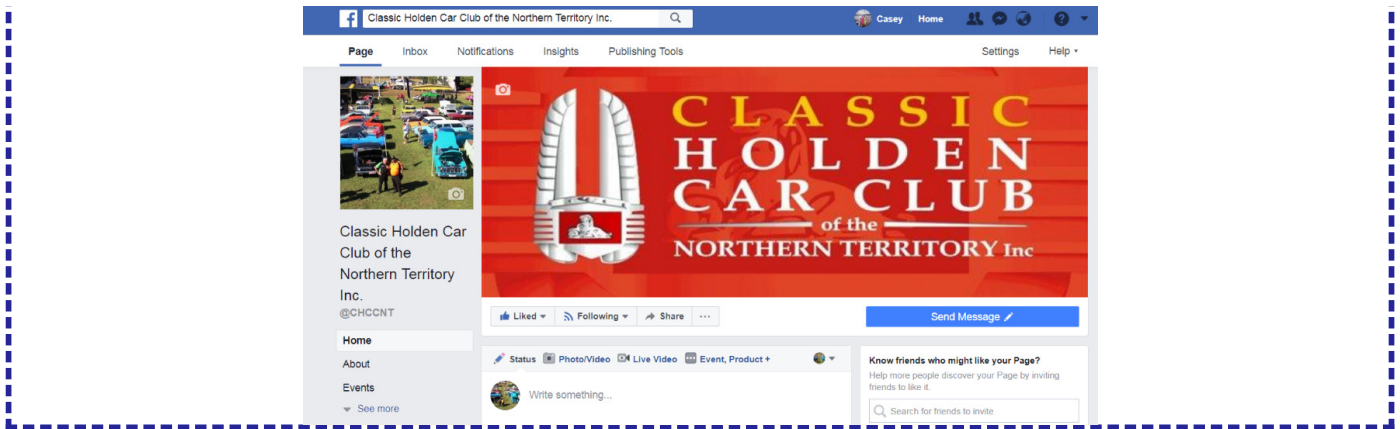 Classic Holden Car Club of the Northern Territory Inc.
Casey Home
Page Inbox Notifications Insights Publishing Tools Settings Help
CLASSIC
HOLDEN
CAR CLUB
of the
NORTHERN TERRITORY Inc
Classic Holden Car
Club of the
Northern Territory
Inc.
@CHCCNT
Liked Following Share ... Send Message
Home
About
Events
See more
Status Photo/Video Live Video Event, Product +
Write something...
Know friends who might like your Page?
Help more people discover your Page by inviting
friends to like it.
Search for friends to invite